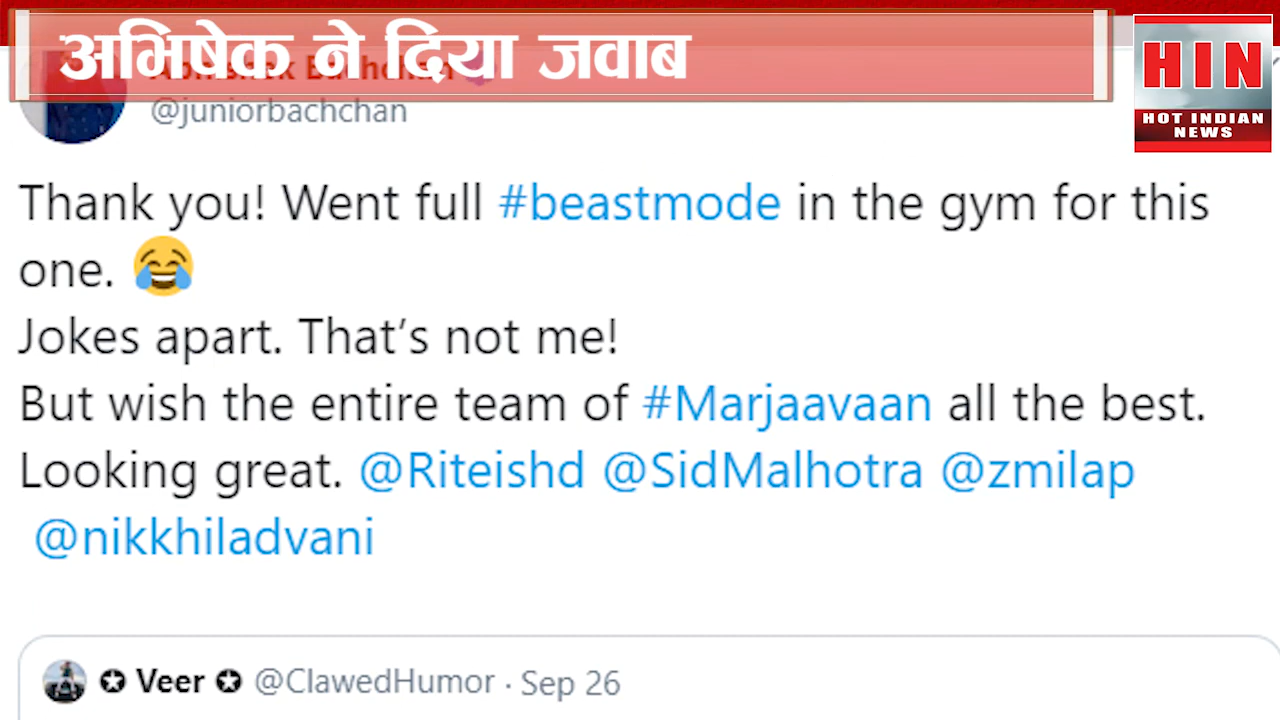 अभिषेक ने दिया जवाब
HIN
HOT INDIAN
NEWS
@juniorbachchan
Thank you! Went full #beastmode in the gym for this
one. 😂
Jokes apart. That’s not me!
But wish the entire team of #Marjaavaan all the best.
Looking great. @Riteishd @SidMalhotra @zmilap
@nikkhiladvani
✪ Veer ✪ @ClawedHumor · Sep 26